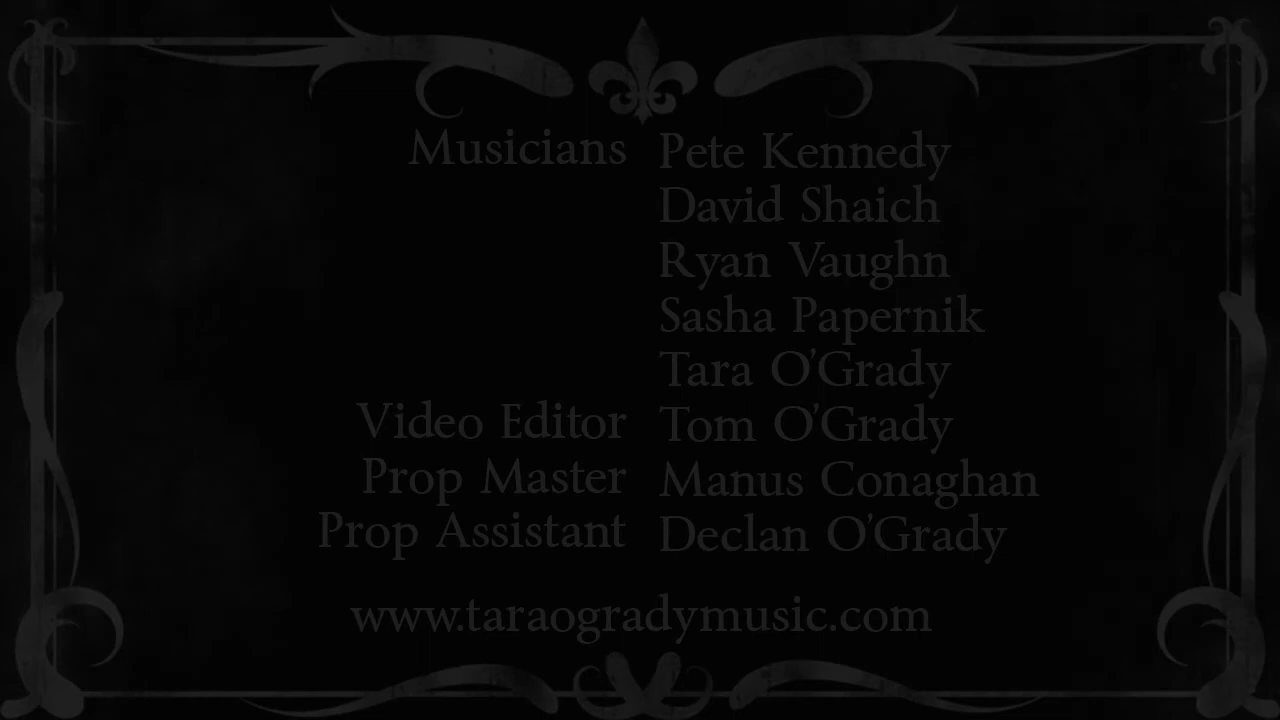 Musicians Pete Kennedy
David Shaich
Ryan Vaughn
Sasha Papernik
Tara O'Grady
Video Editor Tom O'Grady
Prop Master Manus Conaghan
Prop Assistant Declan O'Grady
www.taraogradymusic.com